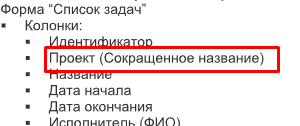 Форма “Список задач”
▪ Колонки:
▪ Идентификатор
▪ Проект (Сокращенное название)
▪ Название
▪ Дата начала
▪ Дата окончания
▪ Исполнитель (ФИО)